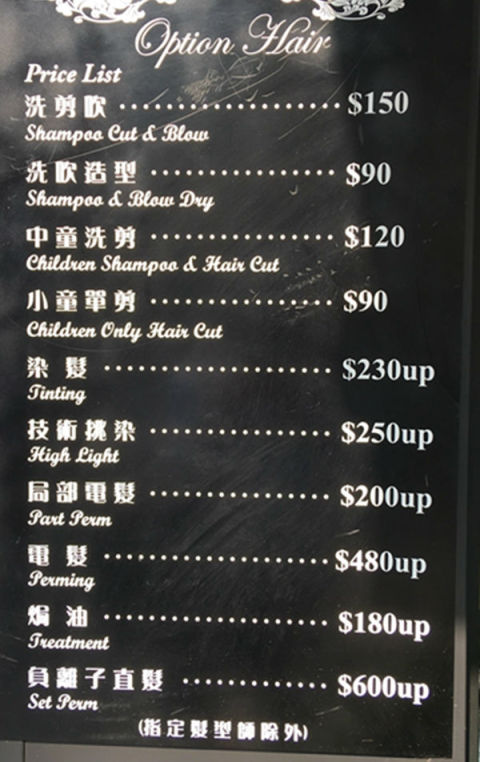 Option Hair
Price List
洗剪吹 $150
Shampoo Cut & Blow
洗吹造型 $90
Shampoo & Blow Dry
中童洗剪 $120
Children Shampoo & Hair Cut
小童單剪 $90
Children Only Hair Cut
染髮 $230up
Tinting
技術挑染 $250up
High Light
局部電髮 $200up
Part Perm
電髮 $480up
Perming
焗油 $180up
Treatment
負離子直髮 $600up
Set Perm
(指定髮型師除外)